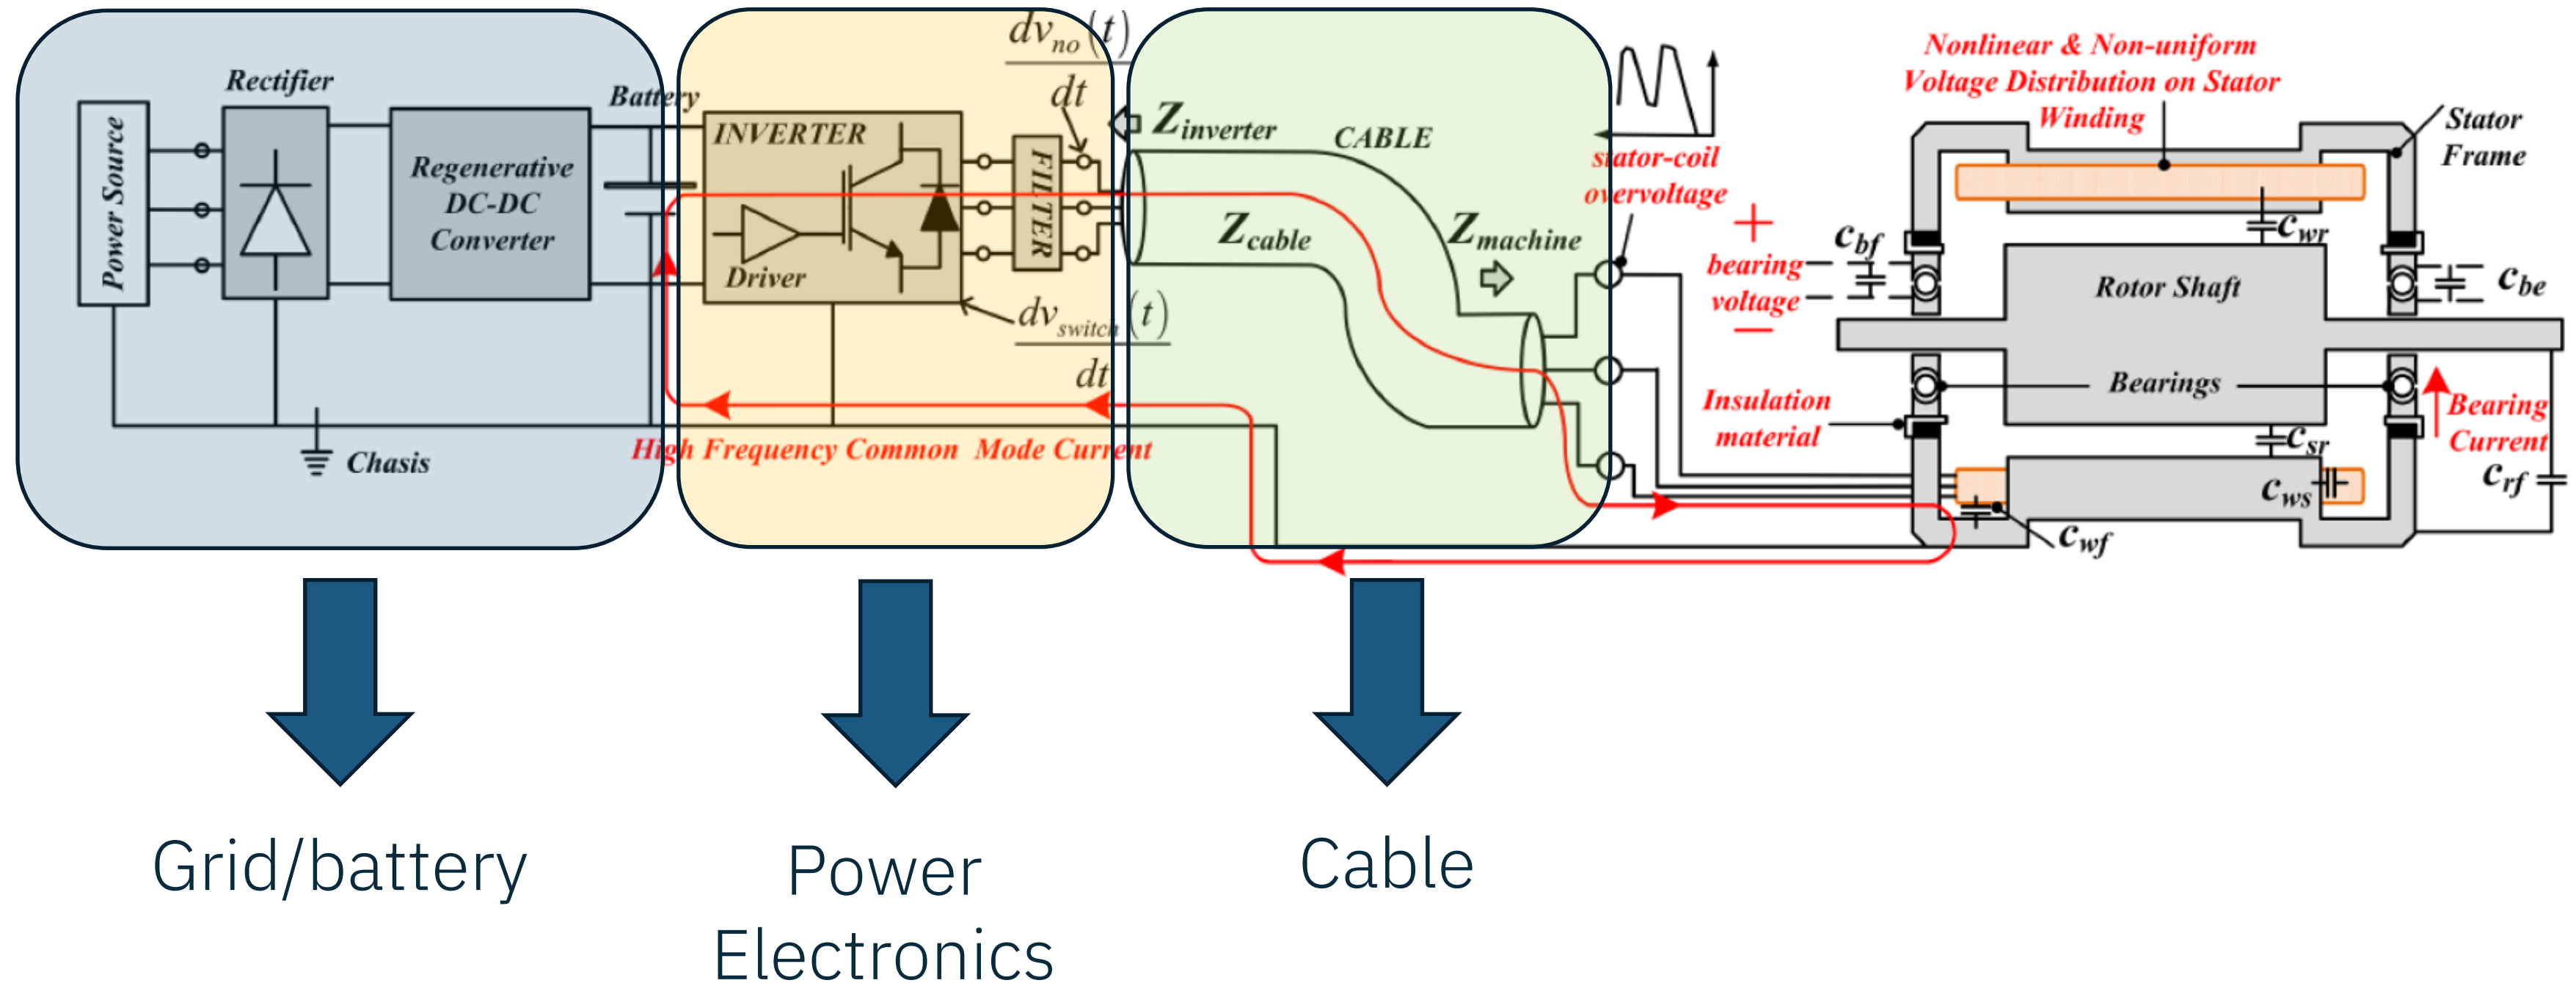 Power Source
Rectifier
Regenerative
DC-DC
Converter
Battery
Chasis
INVERTER
Driver
FILTER
dv_no(t)
dt
dv_switch(t)
dt
High Frequency Common Mode Current
Z_inverter
CABLE
Z_cable
Z_machine
stator-coil
overvoltage
Nonlinear & Non-uniform
Voltage Distribution on Stator
Winding
Stator
Frame
+
bearing
voltage
−
c_bf
c_wr
c_be
Rotor Shaft
Bearings
Insulation
material
Bearing
Current
c_sr
c_ws
c_rf
c_wf
Grid/battery
Power
Electronics
Cable